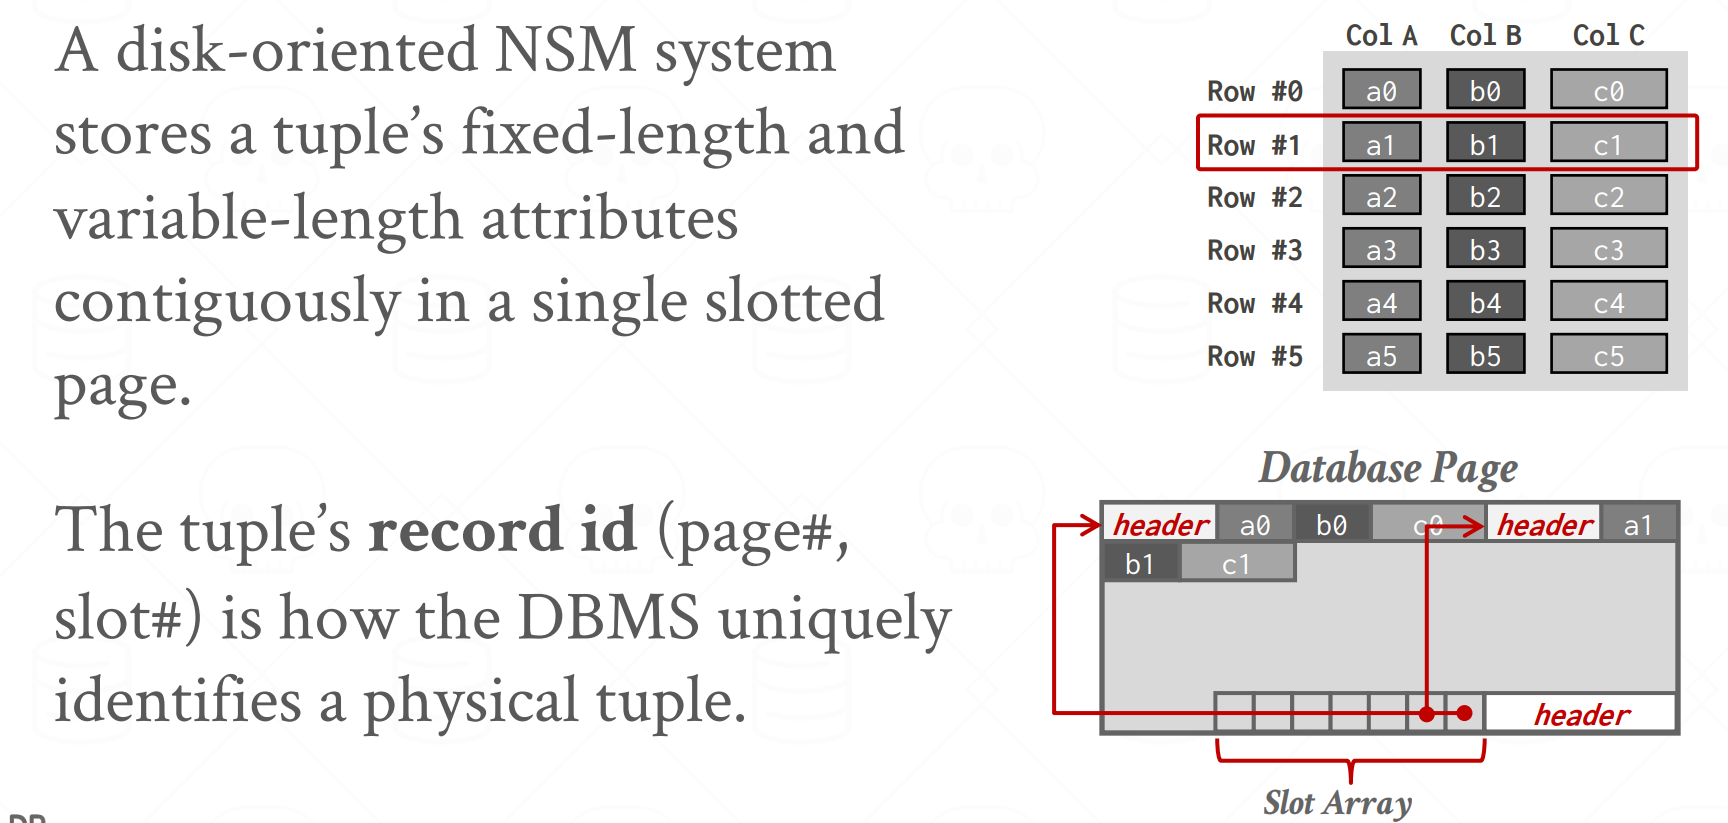 A disk-oriented NSM system
stores a tuple’s fixed-length and
variable-length attributes
contiguously in a single slotted
page.
The tuple’s record id (page#,
slot#) is how the DBMS uniquely
identifies a physical tuple.
Col A Col B Col C
Row #0 a0 b0 c0
Row #1 a1 b1 c1
Row #2 a2 b2 c2
Row #3 a3 b3 c3
Row #4 a4 b4 c4
Row #5 a5 b5 c5
Database Page
header a0 b0 c0 header a1
b1 c1
header
Slot Array